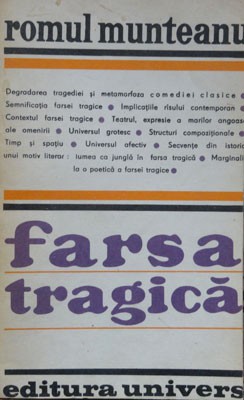 romul munteanu
Degradarea tragediei și metamorfoza comediei clasice ●
Semnificația farsei tragice ● Implicațiile rîsului contemporan ●
Contextul farsei tragice ● Teatrul, expresie a marilor angoase
ale omenirii ● Universul grotesc ● Structuri compoziționale ●
Timp și spațiu ● Universul afectiv ● Secvențe din istoria
unui motiv literar: lumea ca junglă în farsa tragică ● Marginalii
la o poetică a farsei tragice ●
farsa
tragică
editura univers